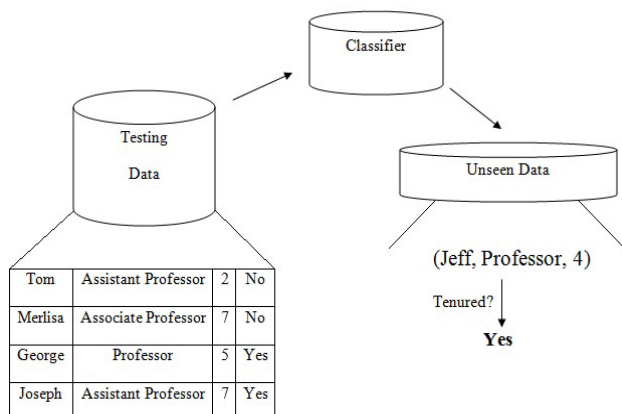 Classifier
Testing
Data
Unseen Data
Tom Assistant Professor 2 No
Merlisa Associate Professor 7 No
George Professor 5 Yes
Joseph Assistant Professor 7 Yes
(Jeff, Professor, 4)
Tenured?
Yes